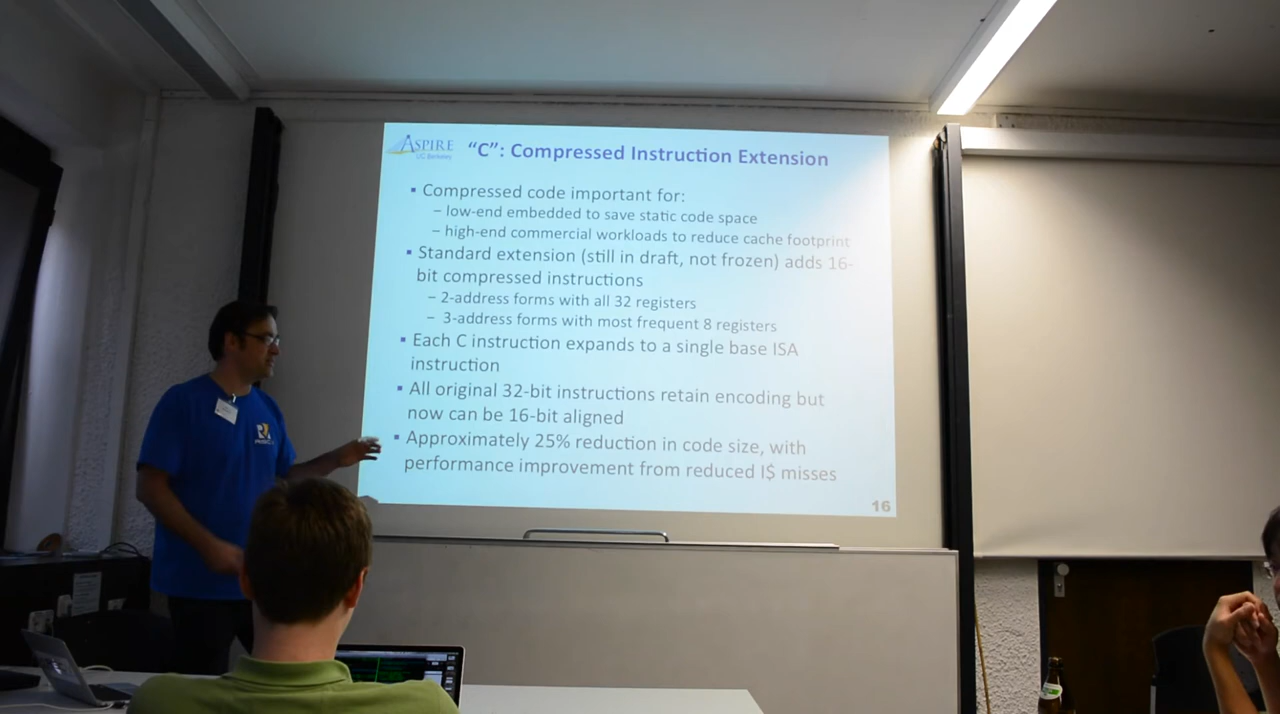 ASPIRE
UC Berkeley
“C”: Compressed Instruction Extension
▪ Compressed code important for:
– low-end embedded to save static code space
– high-end commercial workloads to reduce cache footprint
▪ Standard extension (still in draft, not frozen) adds 16-
bit compressed instructions
– 2-address forms with all 32 registers
– 3-address forms with most frequent 8 registers
▪ Each C instruction expands to a single base ISA
instruction
▪ All original 32-bit instructions retain encoding but
now can be 16-bit aligned
▪ Approximately 25% reduction in code size, with
performance improvement from reduced I$ misses
16